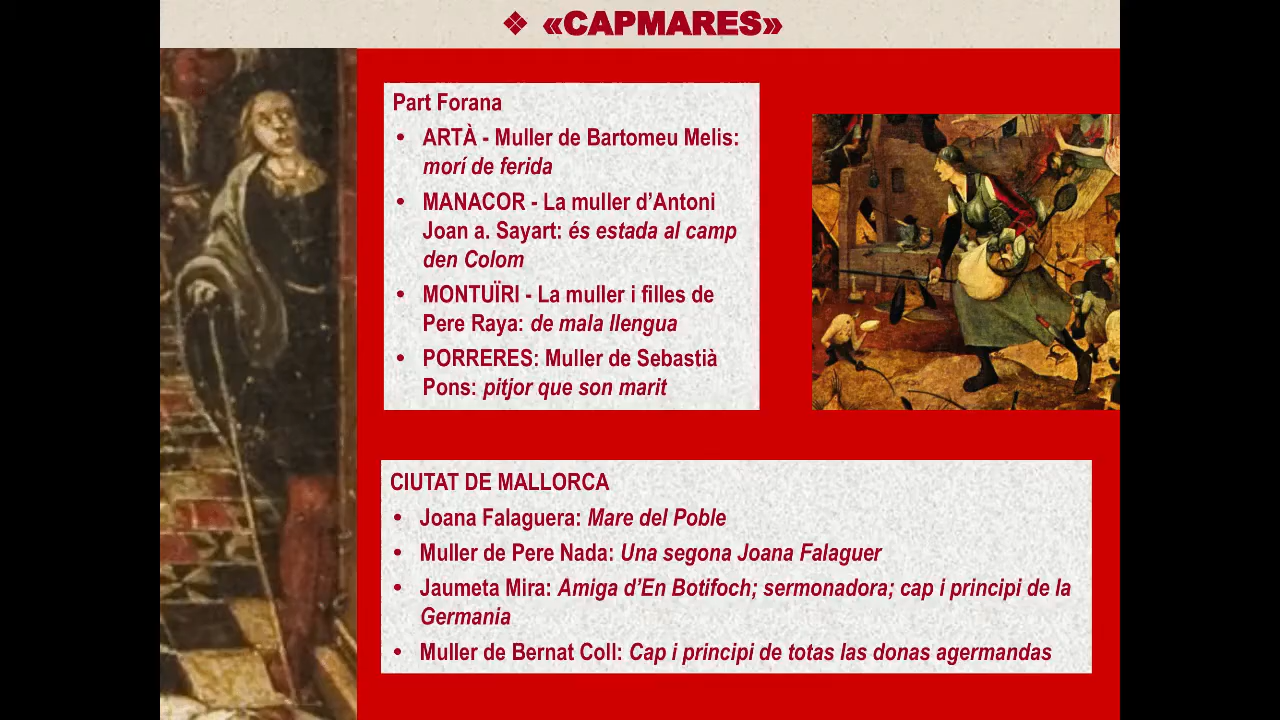 ❖ «CAPMARES»
Part Forana
• ARTÀ - Muller de Bartomeu Melis:
morí de ferida
• MANACOR - La muller d’Antoni
Joan a. Sayart: és estada al camp
den Colom
• MONTUÏRI - La muller i filles de
Pere Raya: de mala llengua
• PORRERES: Muller de Sebastià
Pons: pitjor que son marit
CIUTAT DE MALLORCA
• Joana Falaguera: Mare del Poble
• Muller de Pere Nada: Una segona Joana Falaguer
• Jaumeta Mira: Amiga d’En Botifoch; sermonadora; cap i principi de la
Germania
• Muller de Bernat Coll: Cap i principi de totas las donas agermandas